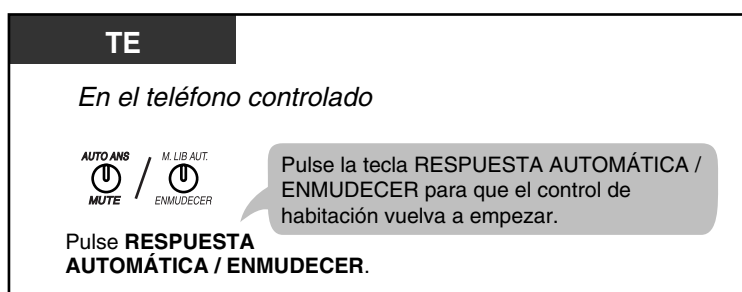 TE
En el teléfono controlado
AUTO ANS / M. LIB AUT.
MUTE ENMUDECER
Pulse la tecla RESPUESTA AUTOMÁTICA /
ENMUDECER para que el control de
habitación vuelva a empezar.
Pulse RESPUESTA
AUTOMÁTICA / ENMUDECER.